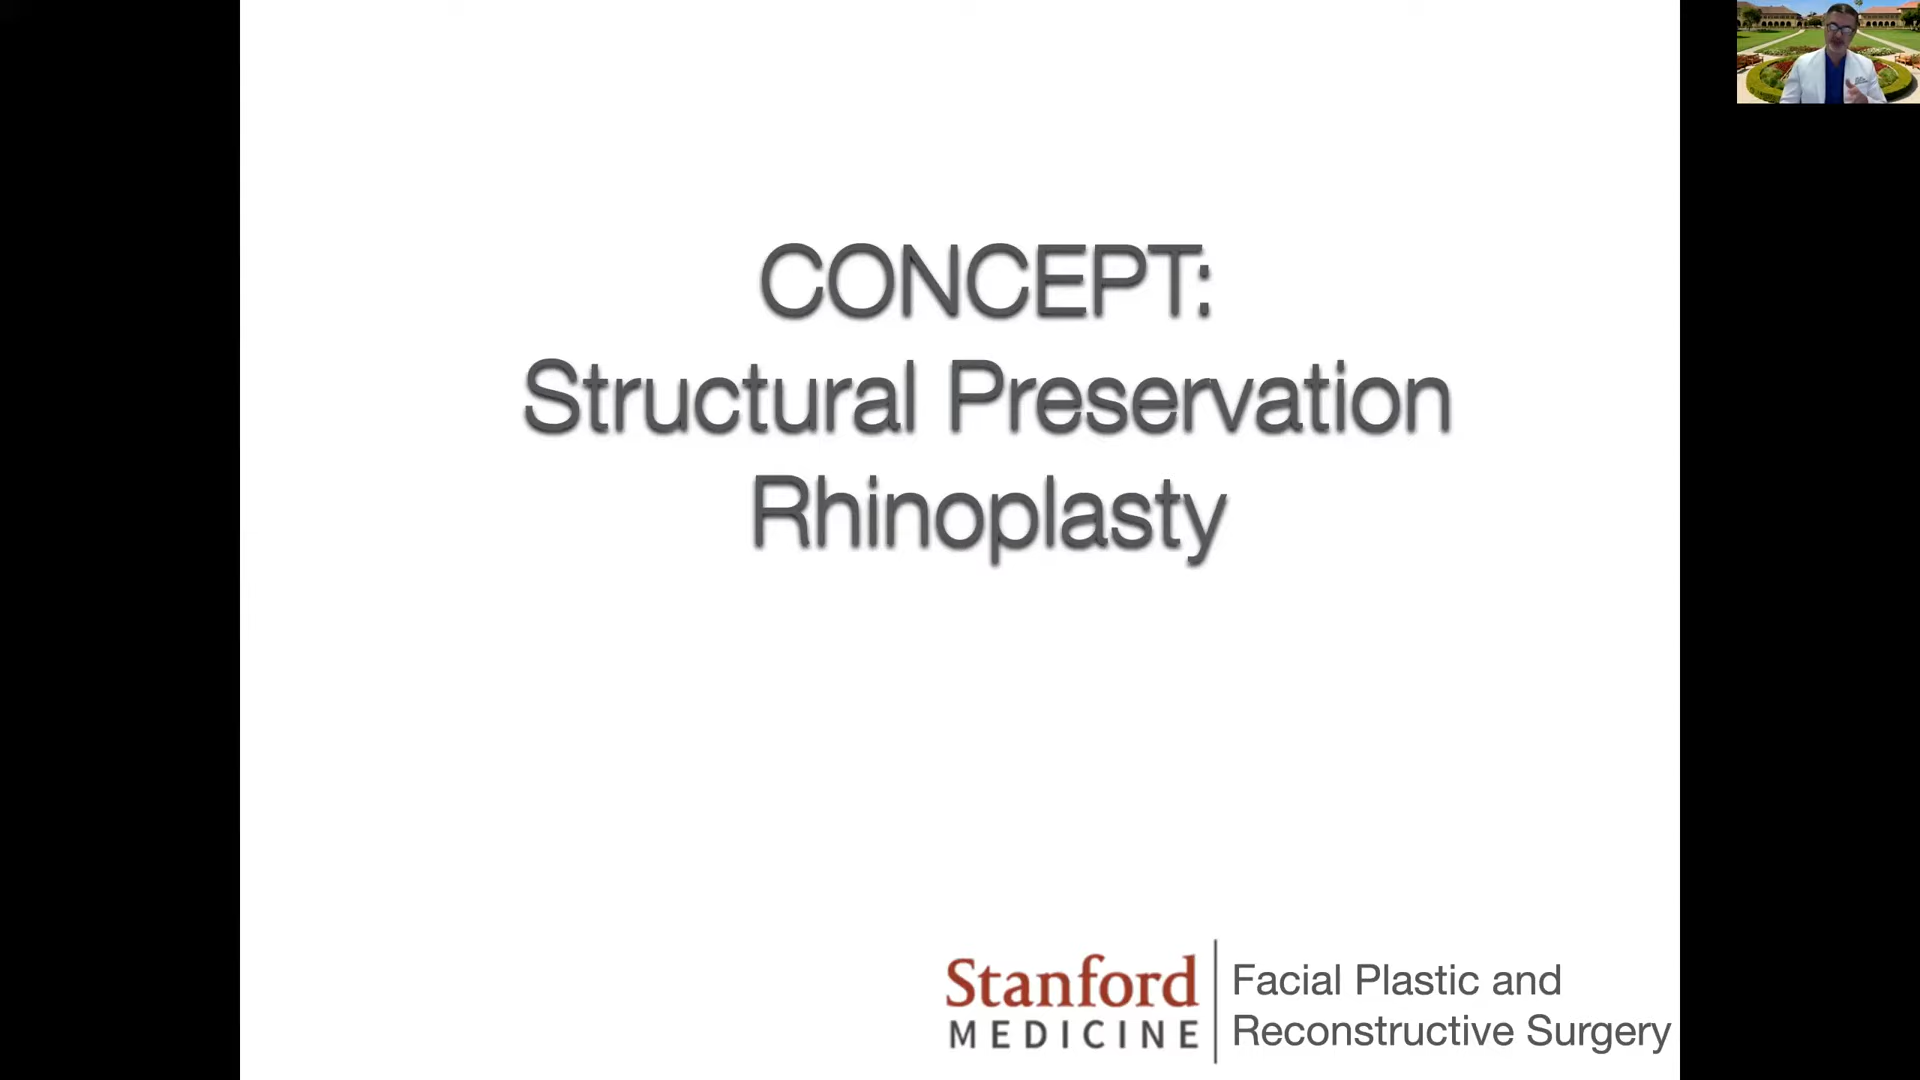 CONCEPT:
Structural Preservation
Rhinoplasty
Stanford
MEDICINE
Facial Plastic and
Reconstructive Surgery